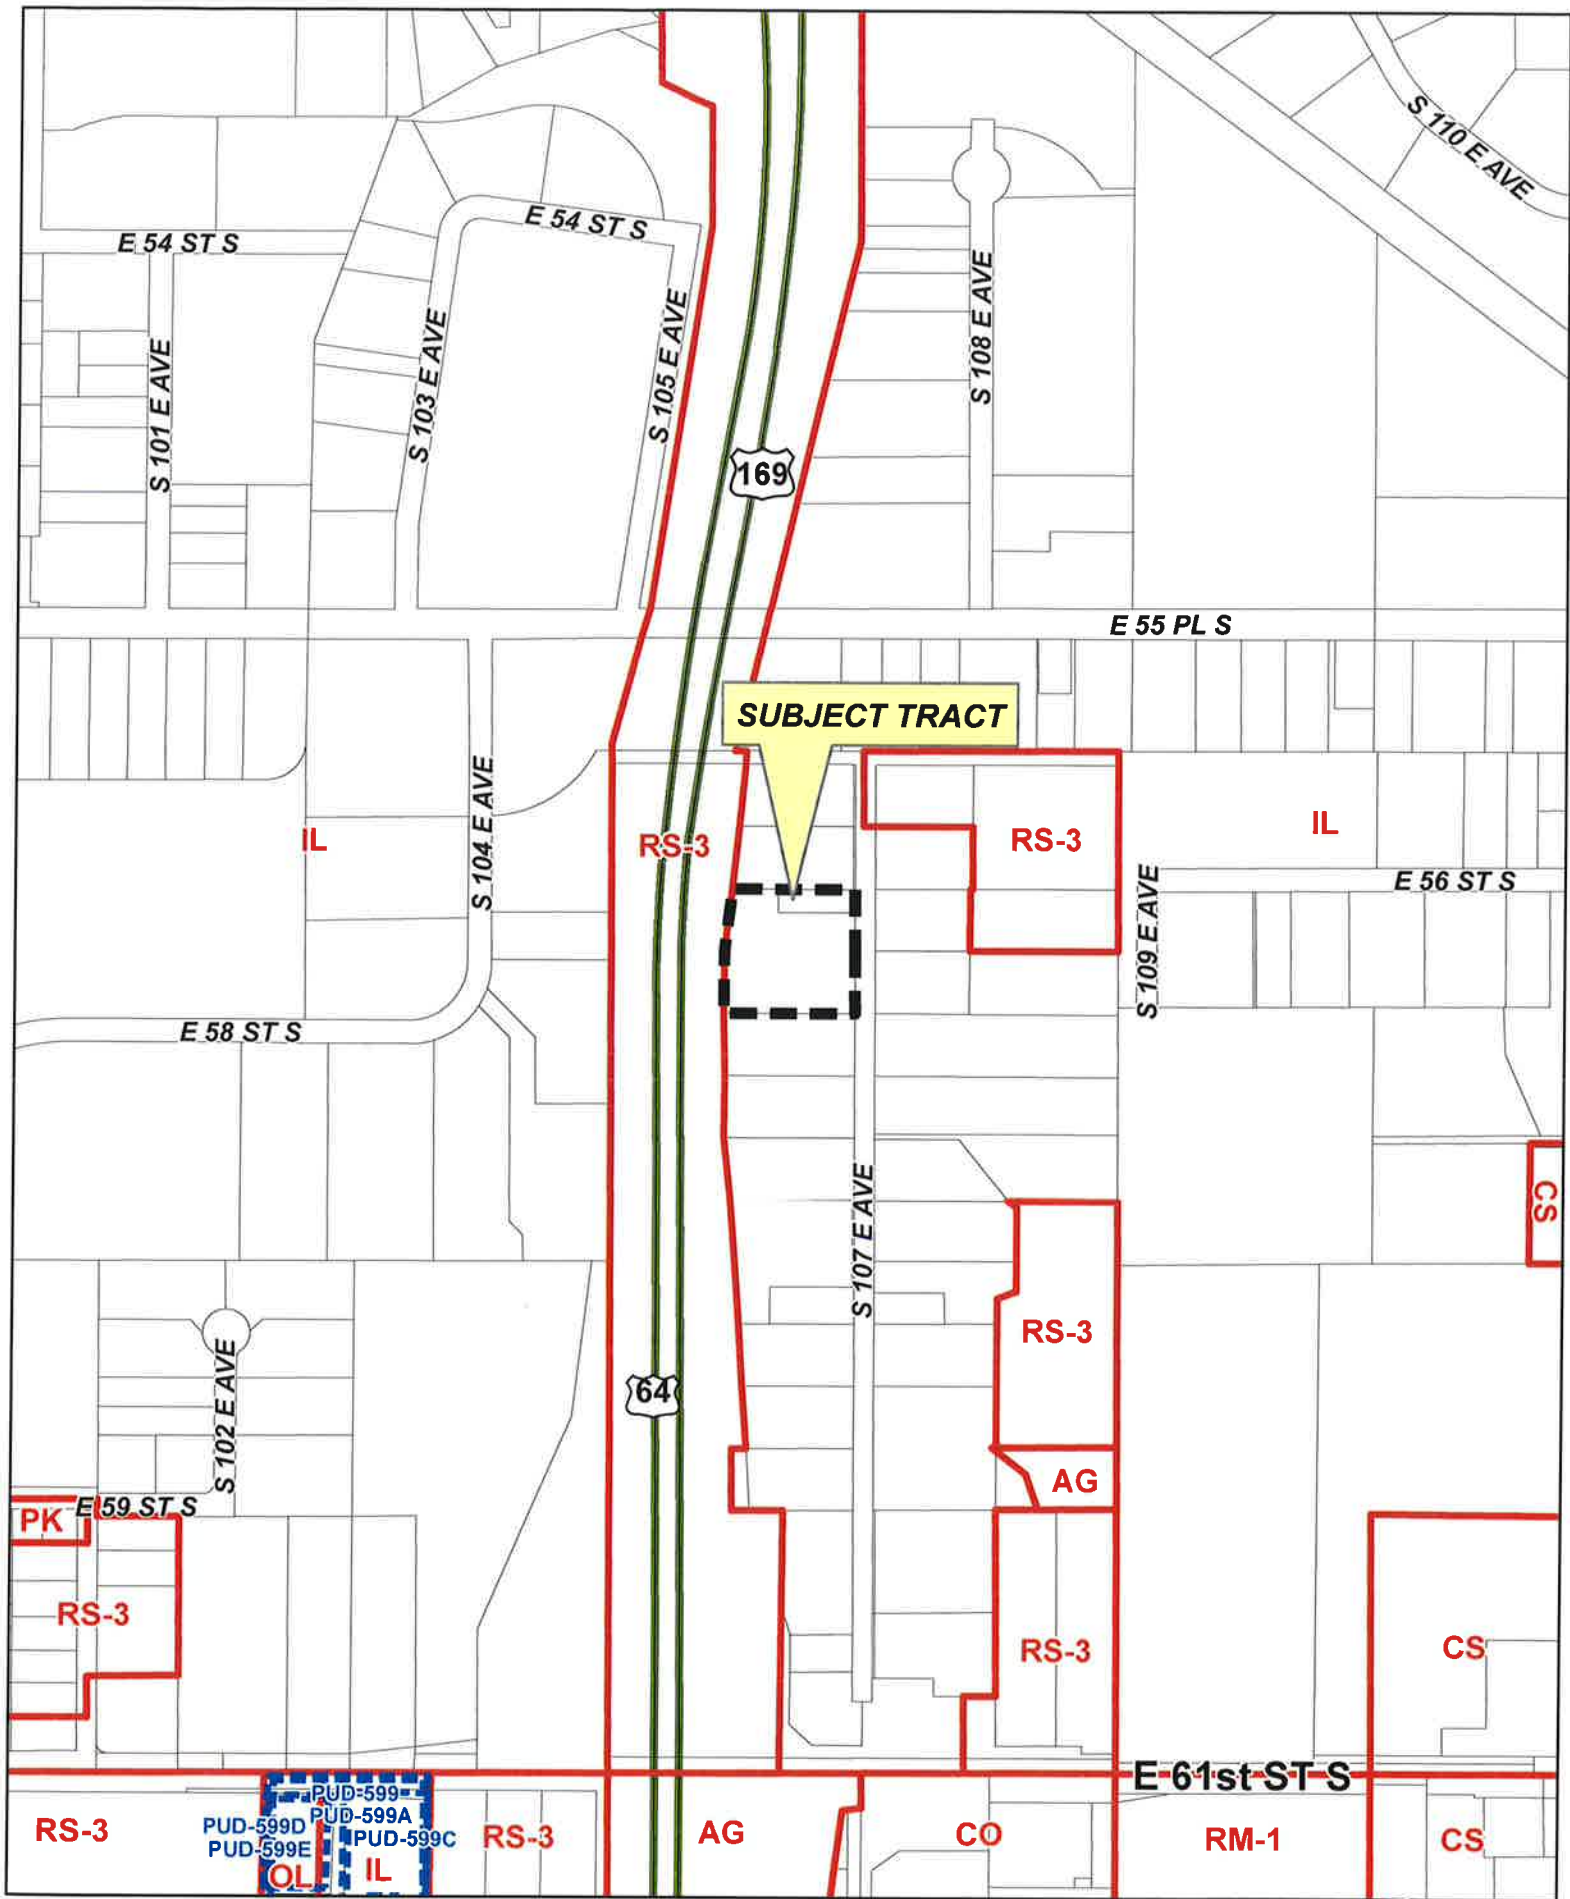 S 110 E AVE
E 54 ST S
E 54 ST S
S 101 E AVE
S 103 E AVE
S 105 E AVE
S 108 E AVE
169
E 55 PL S
SUBJECT TRACT
IL
S 104 E AVE
RS-3
RS-3
IL
E 56 ST S
S 109 E AVE
E 58 ST S
S 107 E AVE
CS
RS-3
64
S 102 E AVE
AG
E 59 ST S
PK
RS-3
RS-3
CS
E 61st ST S
RS-3
PUD-599
PUD-599A
PUD-599D
PUD-599C
PUD-599E
OL
IL
RS-3
AG
CO
RM-1
CS